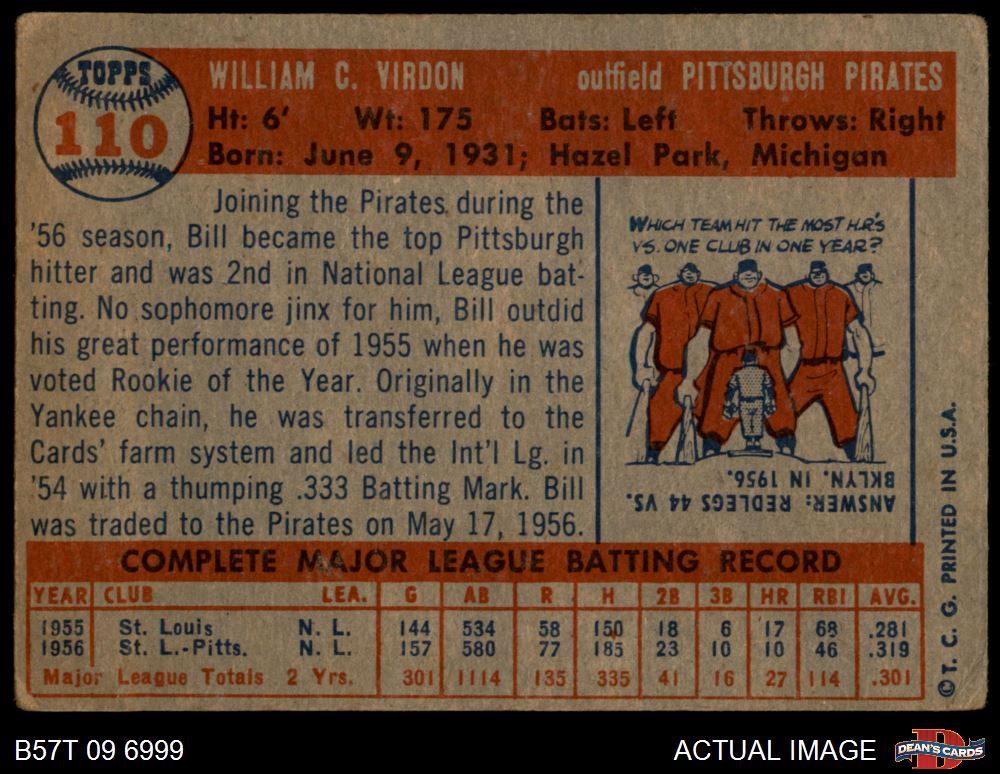 TOPPS
110
WILLIAM C. VIRDON outfield PITTSBURGH PIRATES
Ht: 6' Wt: 175 Bats: Left Throws: Right
Born: June 9, 1931; Hazel Park, Michigan
Joining the Pirates during the
'56 season, Bill became the top Pittsburgh
hitter and was 2nd in National League bat-
ting. No sophomore jinx for him, Bill outdid
his great performance of 1955 when he was
voted Rookie of the Year. Originally in the
Yankee chain, he was transferred to the
Cards' farm system and led the Int'l Lg. in
'54 with a thumping .333 Batting Mark. Bill
was traded to the Pirates on May 17, 1956.
WHICH TEAM HIT THE MOST H.R'S
VS. ONE CLUB IN ONE YEAR?
ANSWER: REDLEGS 44 VS.
BKLYN. IN 1956.
COMPLETE MAJOR LEAGUE BATTING RECORD
YEAR CLUB LEA. G AB R H 2B 3B HR RBI AVG.
1955 St. Louis N. L. 144 534 58 150 18 6 17 68 .281
1956 St. L.-Pitts. N. L. 157 580 77 185 23 10 10 46 .319
Major League Totals 2 Yrs. 301 1114 135 335 41 16 27 114 .301
© T. C. G. PRINTED IN U.S.A.
B57T 09 6999 ACTUAL IMAGE
DEAN'S CARDS